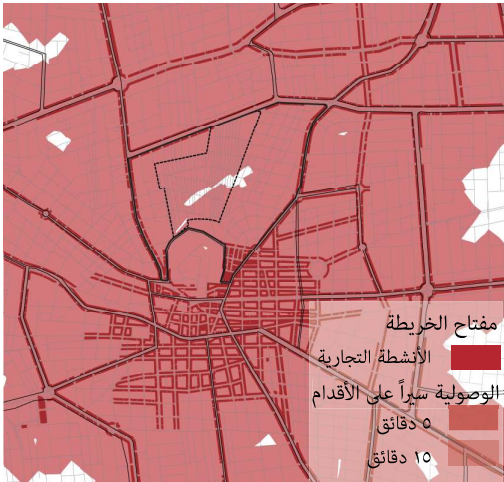 مفتاح الخريطة
الأنشطة التجارية
الوصولية سيراً على الأقدام
٥ دقائق
١٥ دقائق